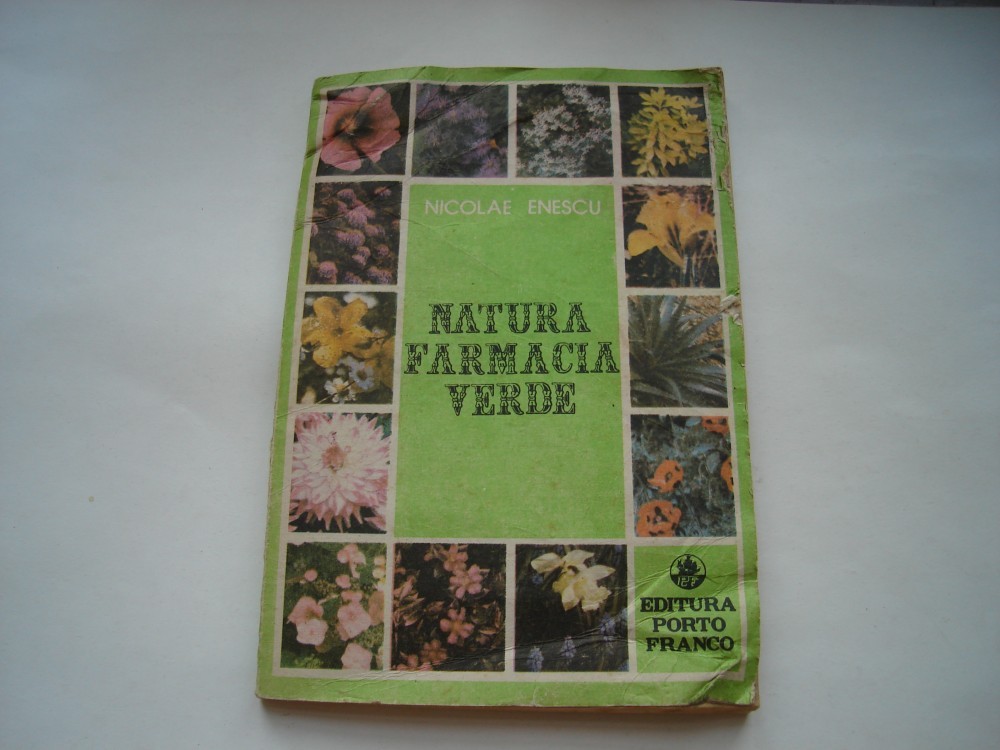 NICOLAE ENESCU
NATURA
FARMACIA
VERDE
EDITURA
PORTO
FRANCO